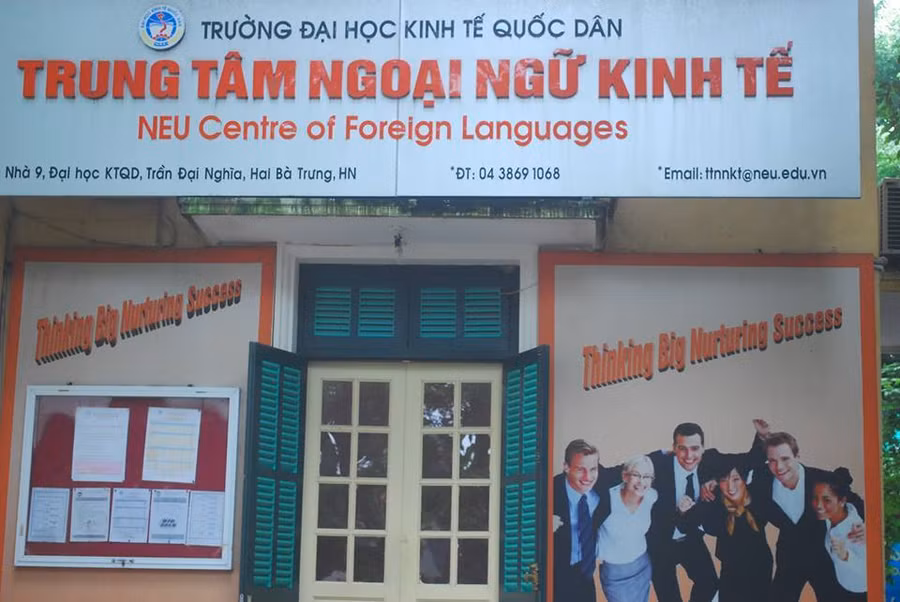 TRƯỜNG ĐẠI HỌC KINH TẾ QUỐC DÂN
TRUNG TÂM NGOẠI NGỮ KINH TẾ
NEU Centre of Foreign Languages
Nhà 9, Đại học KTQD, Trần Đại Nghĩa, Hai Bà Trưng, HN
*ĐT: 04 3869 1068
*Email: ttnnkt@neu.edu.vn
Thinking Big Nurturing Success
Thinking Big Nurturing Success